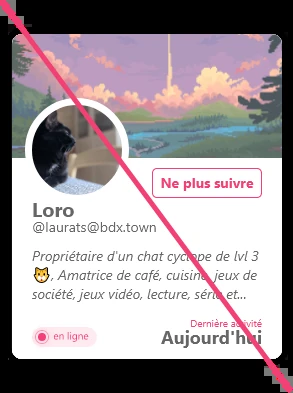 Ne plus suivre
Loro
@laurats@bdx.town
Propriétaire d'un chat cyclope de lvl 3
🐱, Amatrice de café, cuisine, jeux de
société, jeux vidéo, lecture, série et...
Dernière activité
en ligne
Aujourd'hui